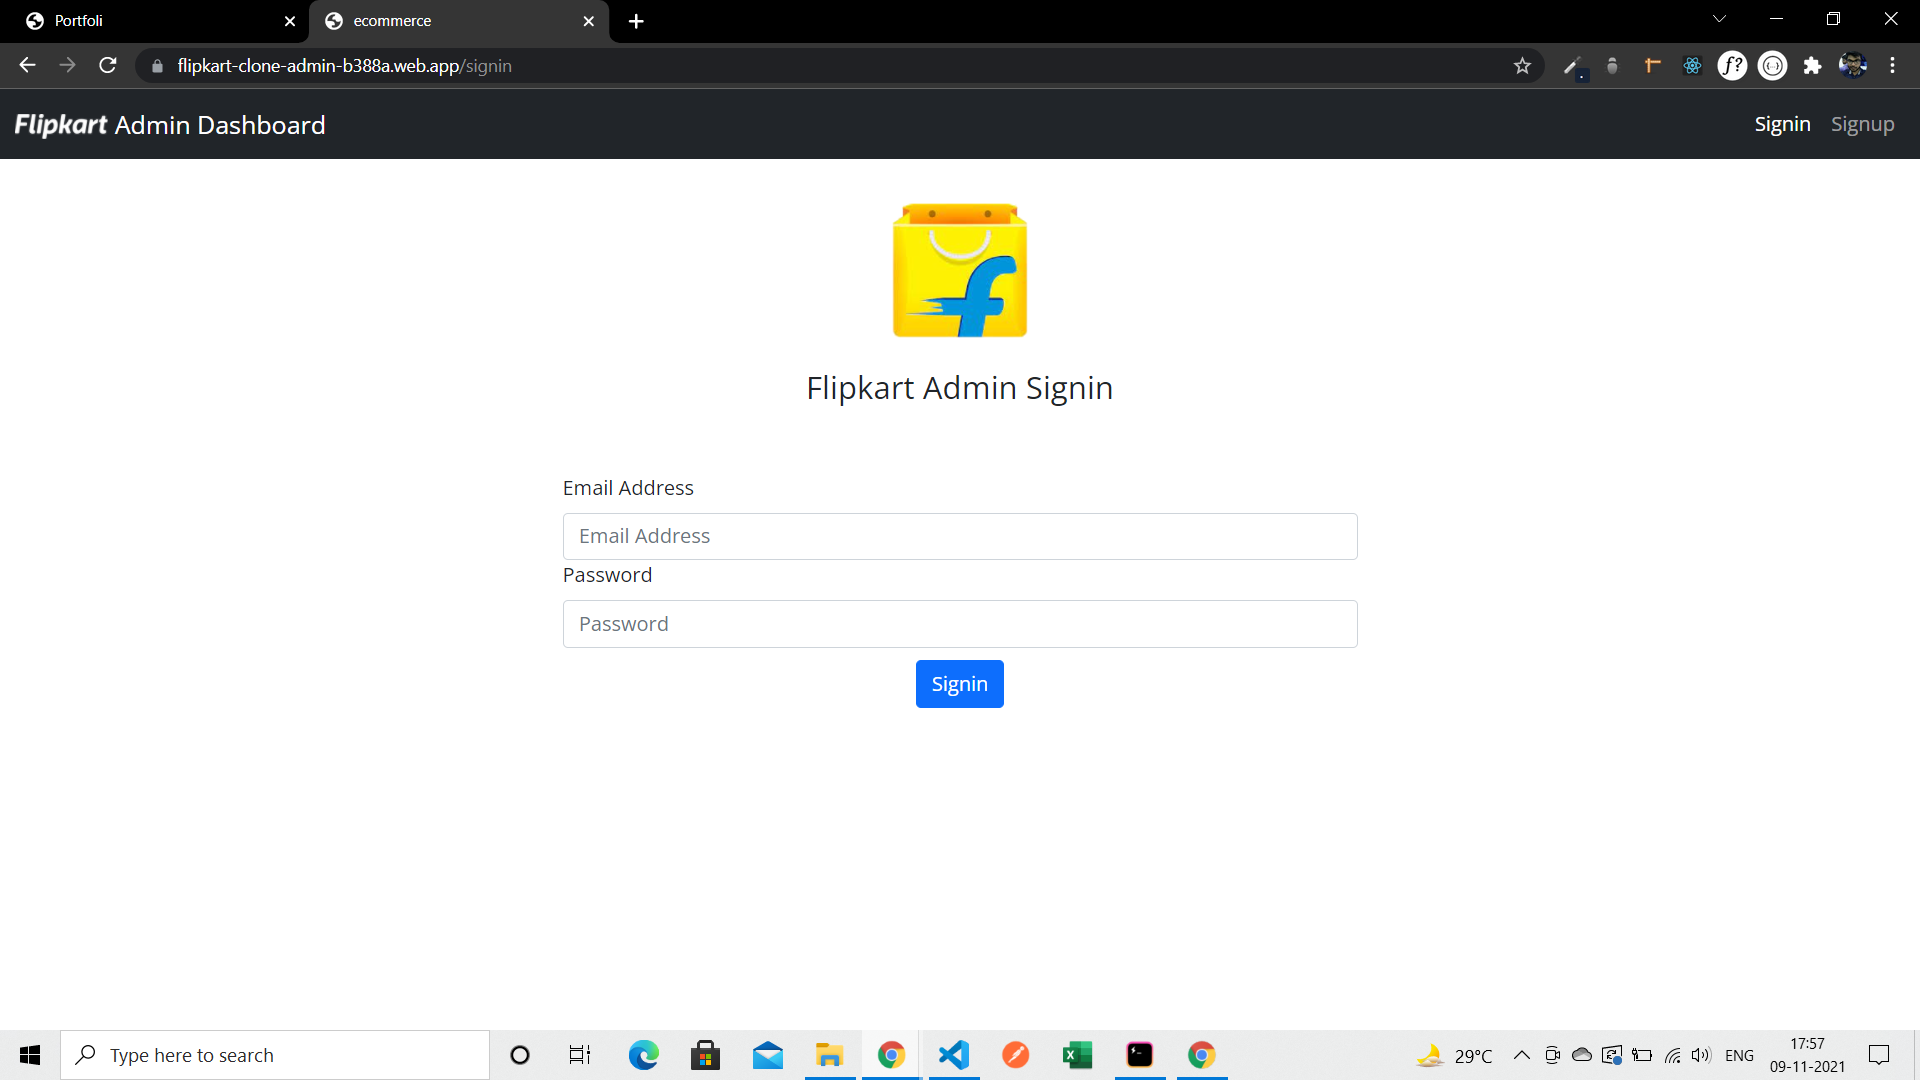 Portfoli
ecommerce
flipkart-clone-admin-b388a.web.app/signin
f?
{...}
Flipkart Admin Dashboard
Signin
Signup
f
Flipkart Admin Signin
Email Address
Email Address
Password
Password
Signin
Type here to search
29°C
ENG
17:57
09-11-2021